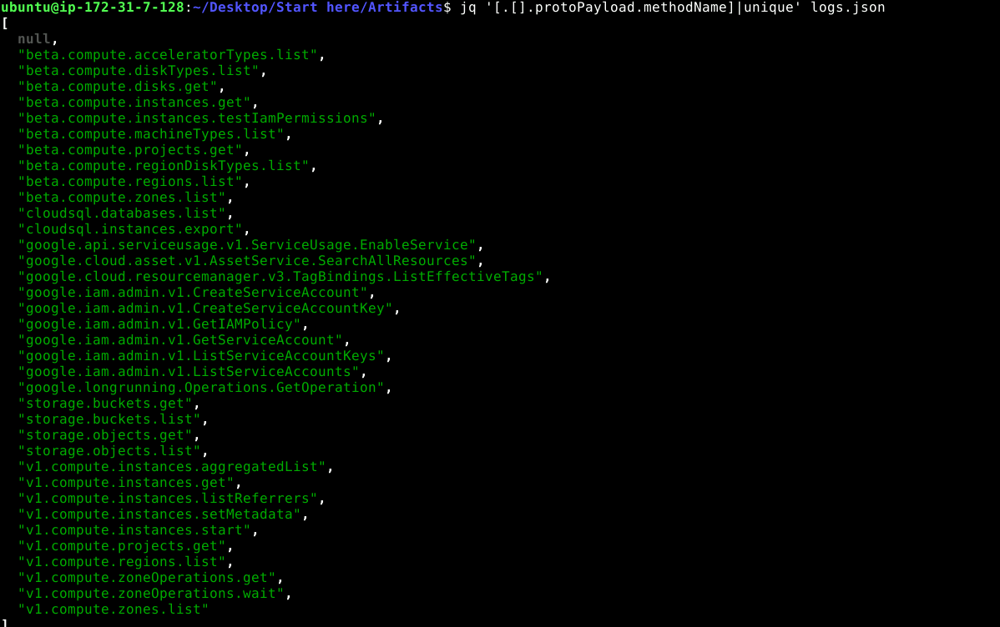 ubuntu@ip-172-31-7-128:~/Desktop/Start here/Artifacts$ jq '[.[].protoPayload.methodName]|unique' logs.json
[
  null,
  "beta.compute.acceleratorTypes.list",
  "beta.compute.diskTypes.list",
  "beta.compute.disks.get",
  "beta.compute.instances.get",
  "beta.compute.instances.testIamPermissions",
  "beta.compute.machineTypes.list",
  "beta.compute.projects.get",
  "beta.compute.regionDiskTypes.list",
  "beta.compute.regions.list",
  "beta.compute.zones.list",
  "cloudsql.databases.list",
  "cloudsql.instances.export",
  "google.api.serviceusage.v1.ServiceUsage.EnableService",
  "google.cloud.asset.v1.AssetService.SearchAllResources",
  "google.cloud.resourcemanager.v3.TagBindings.ListEffectiveTags",
  "google.iam.admin.v1.CreateServiceAccount",
  "google.iam.admin.v1.CreateServiceAccountKey",
  "google.iam.admin.v1.GetIAMPolicy",
  "google.iam.admin.v1.GetServiceAccount",
  "google.iam.admin.v1.ListServiceAccountKeys",
  "google.iam.admin.v1.ListServiceAccounts",
  "google.longrunning.Operations.GetOperation",
  "storage.buckets.get",
  "storage.buckets.list",
  "storage.objects.get",
  "storage.objects.list",
  "v1.compute.instances.aggregatedList",
  "v1.compute.instances.get",
  "v1.compute.instances.listReferrers",
  "v1.compute.instances.setMetadata",
  "v1.compute.instances.start",
  "v1.compute.projects.get",
  "v1.compute.regions.list",
  "v1.compute.zoneOperations.get",
  "v1.compute.zoneOperations.wait",
  "v1.compute.zones.list"
]